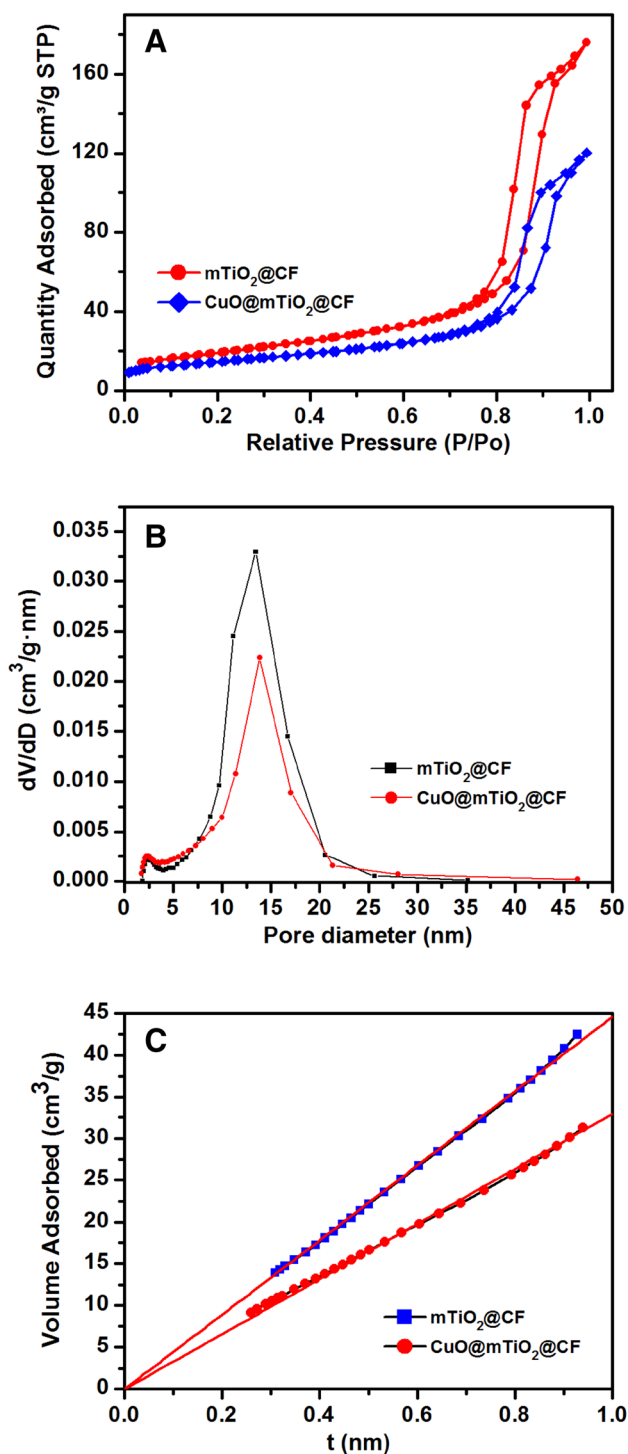 A
Quantity Adsorbed (cm³/g STP)
160
120
80
40
0
mTiO₂@CF
CuO@mTiO₂@CF
0.0 0.2 0.4 0.6 0.8 1.0
Relative Pressure (P/Po)
B
dV/dD (cm³/g·nm)
0.035
0.030
0.025
0.020
0.015
0.010
0.005
0.000
mTiO₂@CF
CuO@mTiO₂@CF
0 5 10 15 20 25 30 35 40 45 50
Pore diameter (nm)
C
Volume Adsorbed (cm³/g)
45
40
35
30
25
20
15
10
5
0
mTiO₂@CF
CuO@mTiO₂@CF
0.0 0.2 0.4 0.6 0.8 1.0
t (nm)